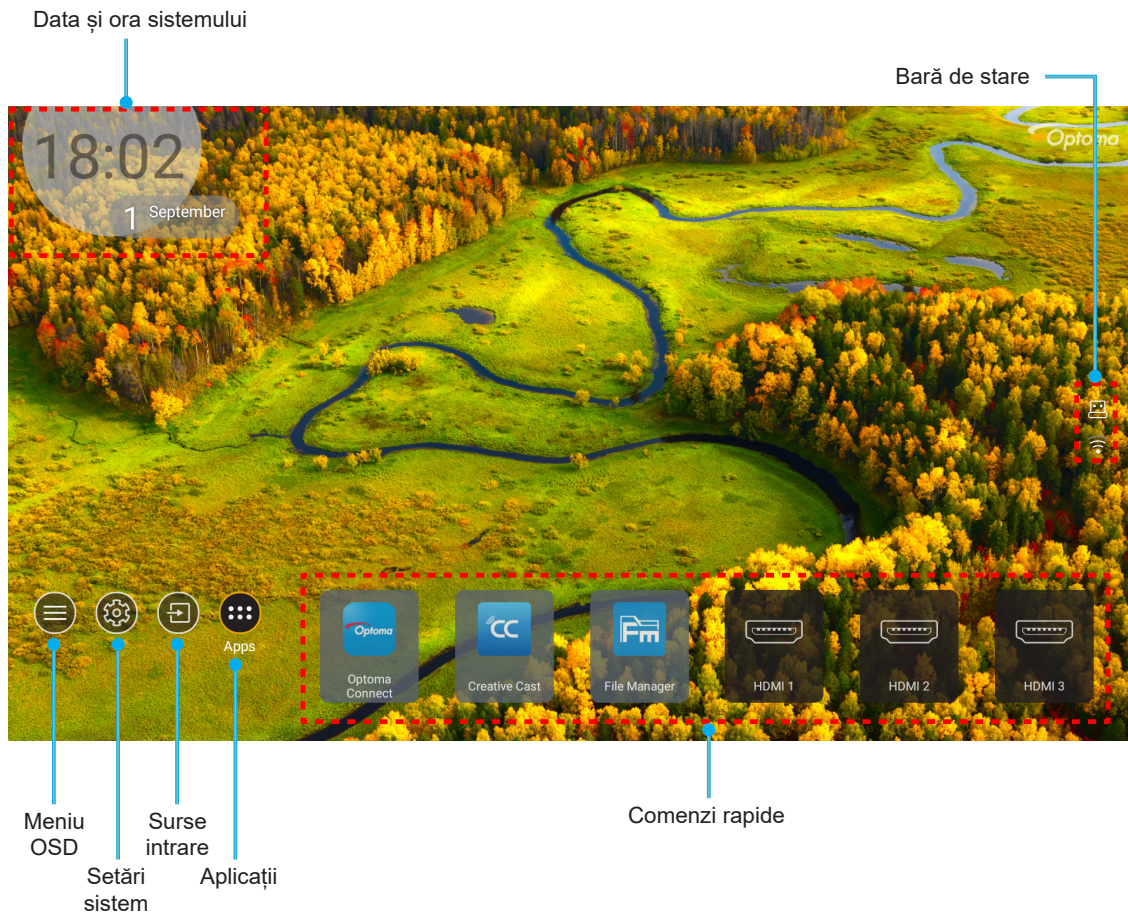 Data și ora sistemului
Bară de stare
18:02
Optoma
1 September
Apps
Optoma
CC
Fm
Optoma
Connect
Creative Cast
File Manager
HDMI 1
HDMI 2
HDMI 3
Meniu
OSD
Surse
intrare
Comenzi rapide
Setări
sistem
Aplicații